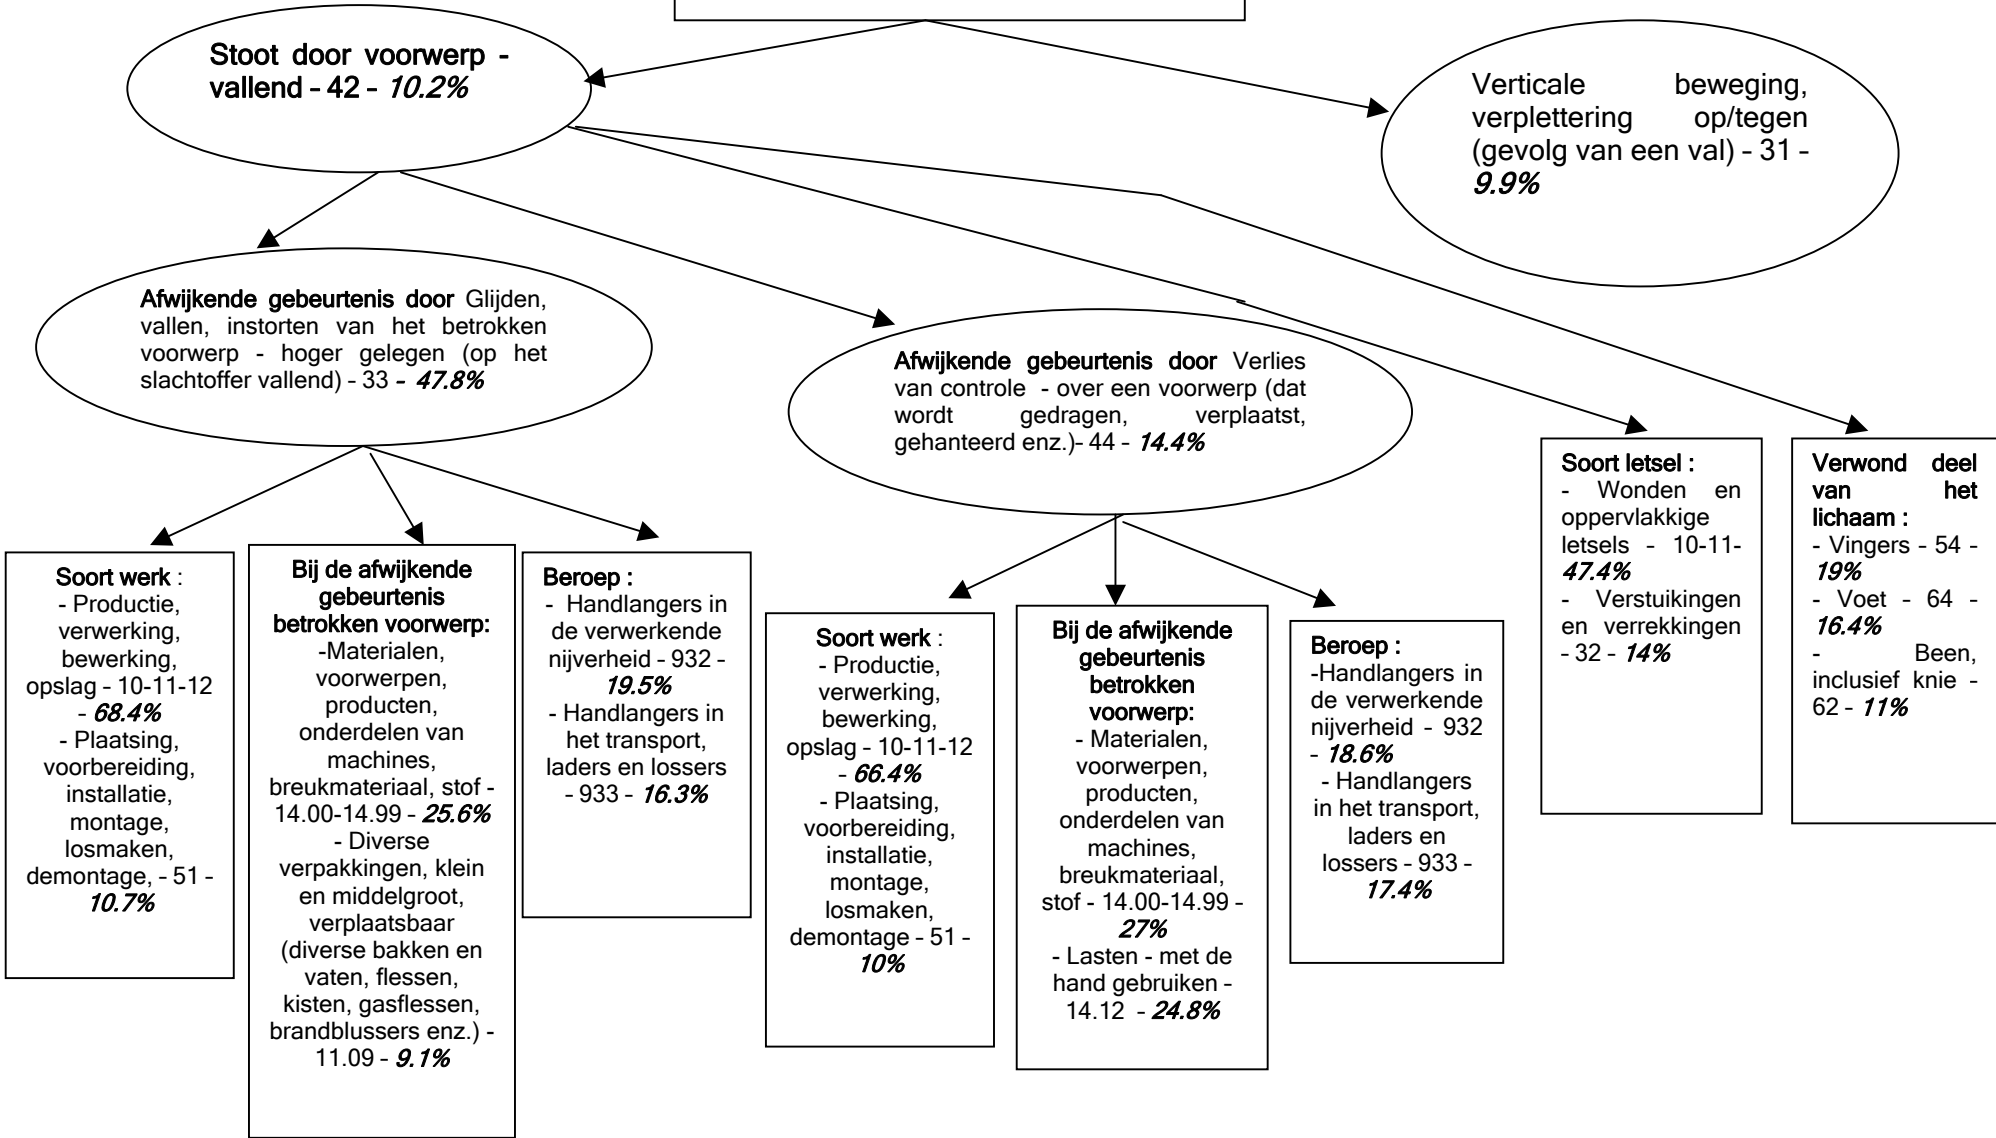 Stoot door voorwerp -
vallend - 42 - 10.2%
Verticale beweging,
verplettering op/tegen
(gevolg van een val) - 31 -
9.9%
Afwijkende gebeurtenis door Glijden,
vallen, instorten van het betrokken
voorwerp - hoger gelegen (op het
slachtoffer vallend) - 33 - 47.8%
Afwijkende gebeurtenis door Verlies
van controle - over een voorwerp (dat
wordt gedragen, verplaatst,
gehanteerd enz.)- 44 - 14.4%
Soort werk :
- Productie,
verwerking,
bewerking,
opslag - 10-11-12
- 68.4%
- Plaatsing,
voorbereiding,
installatie,
montage,
losmaken,
demontage, - 51 -
10.7%
Bij de afwijkende
gebeurtenis
betrokken voorwerp:
-Materialen,
voorwerpen,
producten,
onderdelen van
machines,
breukmateriaal, stof -
14.00-14.99 - 25.6%
- Diverse
verpakkingen, klein
en middelgroot,
verplaatsbaar
(diverse bakken en
vaten, flessen,
kisten, gasflessen,
brandblussers enz.) -
11.09 - 9.1%
Beroep :
- Handlangers in
de verwerkende
nijverheid - 932 -
19.5%
- Handlangers in
het transport,
laders en lossers
- 933 - 16.3%
Soort werk :
- Productie,
verwerking,
bewerking,
opslag - 10-11-12
- 66.4%
- Plaatsing,
voorbereiding,
installatie,
montage,
losmaken,
demontage - 51 -
10%
Bij de afwijkende
gebeurtenis
betrokken
voorwerp:
- Materialen,
voorwerpen,
producten,
onderdelen van
machines,
breukmateriaal,
stof - 14.00-14.99 -
27%
- Lasten - met de
hand gebruiken -
14.12 - 24.8%
Beroep :
-Handlangers in
de verwerkende
nijverheid - 932
- 18.6%
- Handlangers
in het transport,
laders en
lossers - 933 -
17.4%
Soort letsel :
- Wonden en
oppervlakkige
letsels - 10-11-
47.4%
- Verstuikingen
en verrekkingen
- 32 - 14%
Verwond deel
van het
lichaam :
- Vingers - 54 -
19%
- Voet - 64 -
16.4%
- Been,
inclusief knie -
62 - 11%